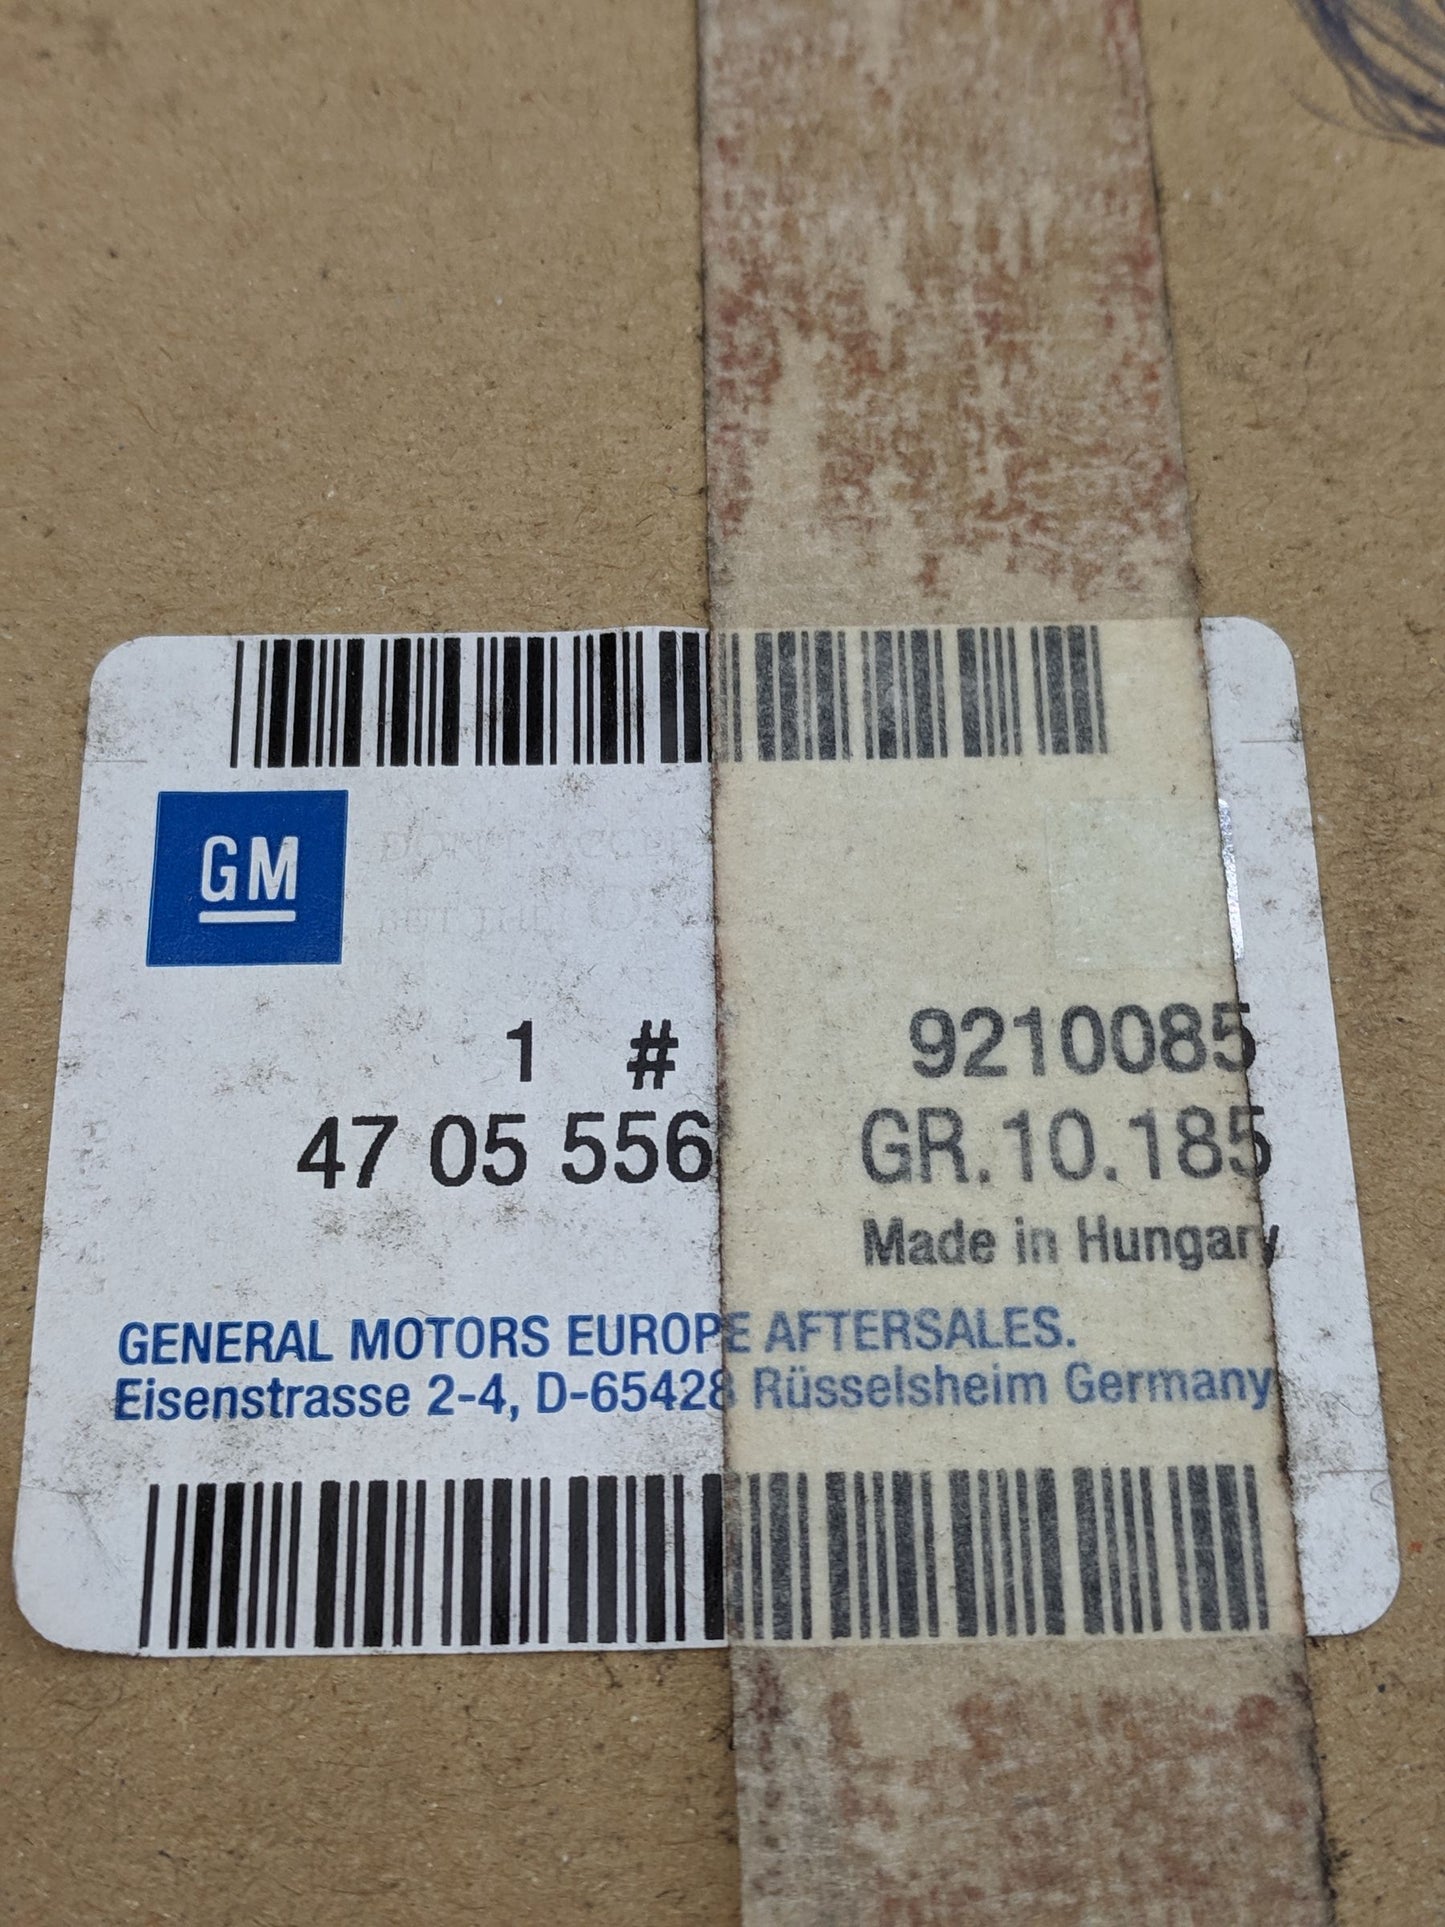 GM
1 # 9210085
47 05 556 GR.10.185
Made in Hungary
GENERAL MOTORS EUROPE AFTERSALES.
Eisenstrasse 2-4, D-65428 Rüsselsheim Germany